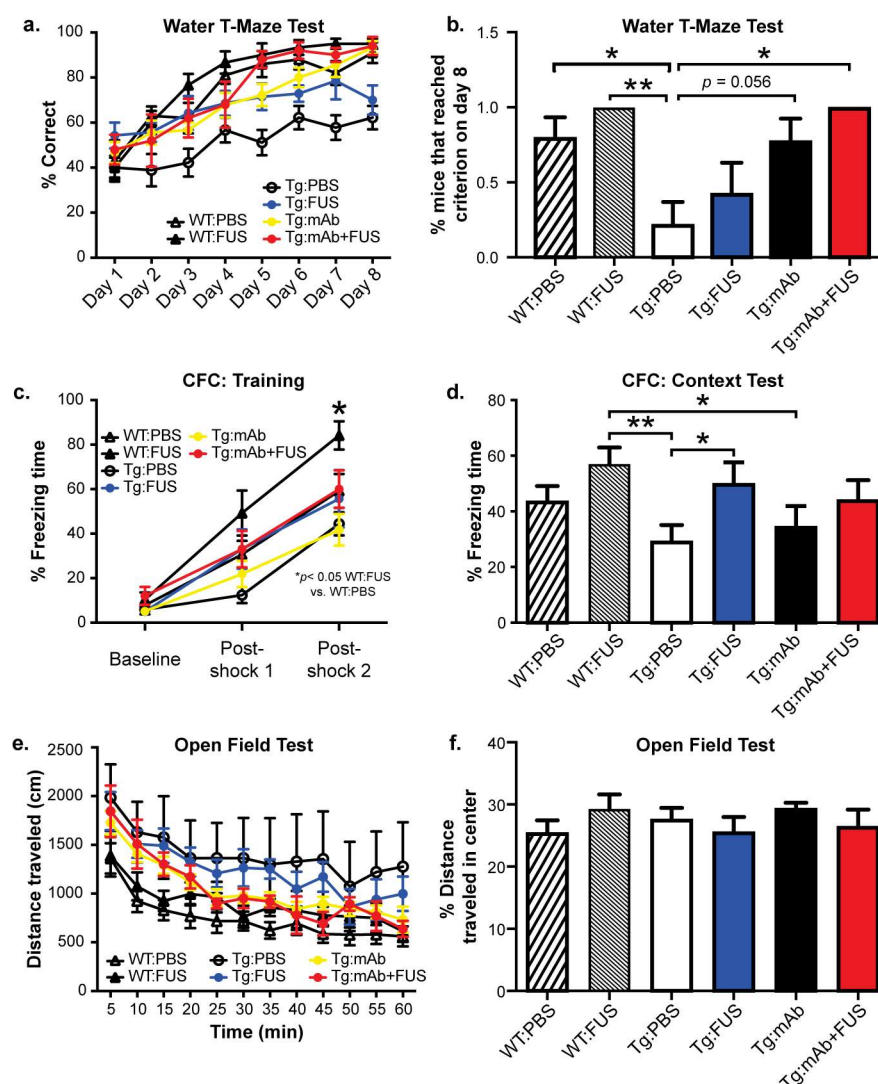 a.
Water T-Maze Test
% Correct
100
80
60
40
20
0
WT:PBS
WT:FUS
Tg:PBS
Tg:FUS
Tg:mAb
Tg:mAb+FUS
Day 1
Day 2
Day 3
Day 4
Day 5
Day 6
Day 7
Day 8
b.
Water T-Maze Test
% mice that reached
criterion on day 8
1.5
1.0
0.5
0.0
*
*
**
p = 0.056
WT:PBS
WT:FUS
Tg:PBS
Tg:FUS
Tg:mAb
Tg:mAb+FUS
c.
CFC: Training
% Freezing time
100
80
60
40
20
0
WT:PBS
WT:FUS
Tg:PBS
Tg:FUS
Tg:mAb
Tg:mAb+FUS
*
*p< 0.05 WT:FUS
vs. WT:PBS
Baseline
Post-
shock 1
Post-
shock 2
d.
CFC: Context Test
% Freezing time
80
60
40
20
0
*
**
*
WT:PBS
WT:FUS
Tg:PBS
Tg:FUS
Tg:mAb
Tg:mAb+FUS
e.
Open Field Test
Distance traveled (cm)
2500
2000
1500
1000
500
0
WT:PBS
WT:FUS
Tg:PBS
Tg:FUS
Tg:mAb
Tg:mAb+FUS
5 10 15 20 25 30 35 40 45 50 55 60
Time (min)
f.
Open Field Test
% Distance
traveled in center
40
30
20
10
0
WT:PBS
WT:FUS
Tg:PBS
Tg:FUS
Tg:mAb
Tg:mAb+FUS